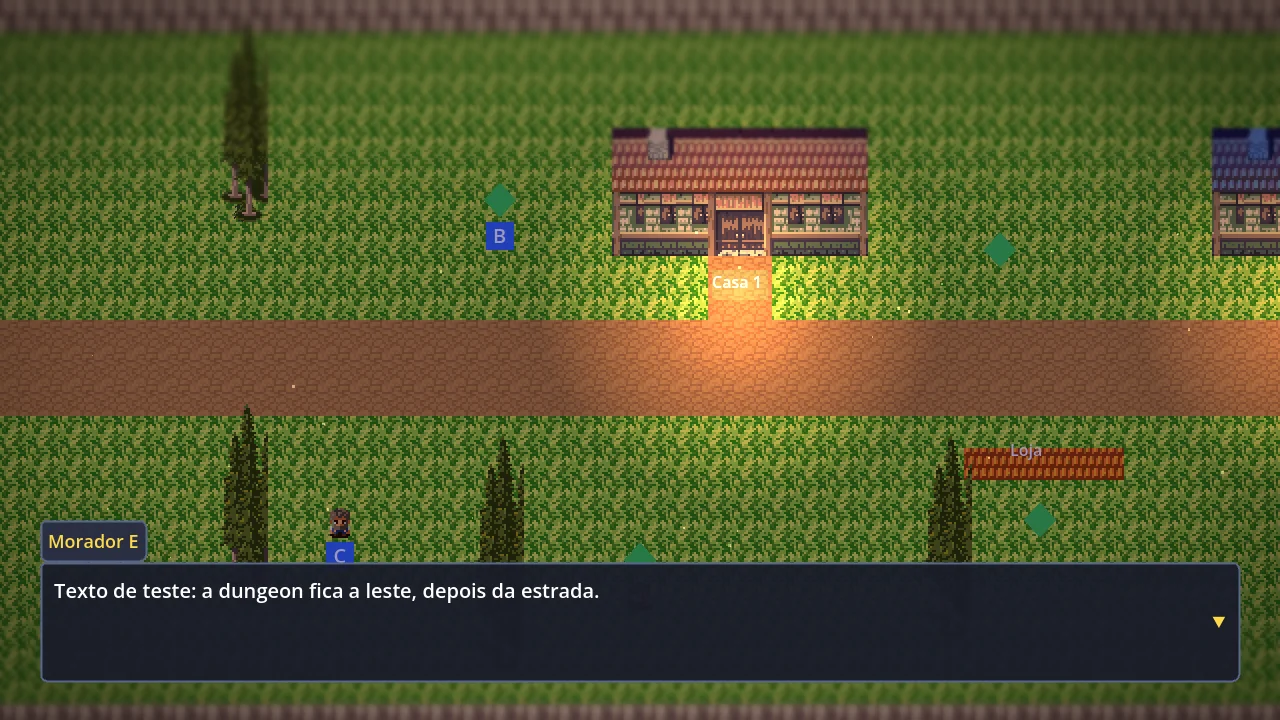 B
Casa 1
Loja
Morador E
C
Texto de teste: a dungeon fica a leste, depois da estrada.